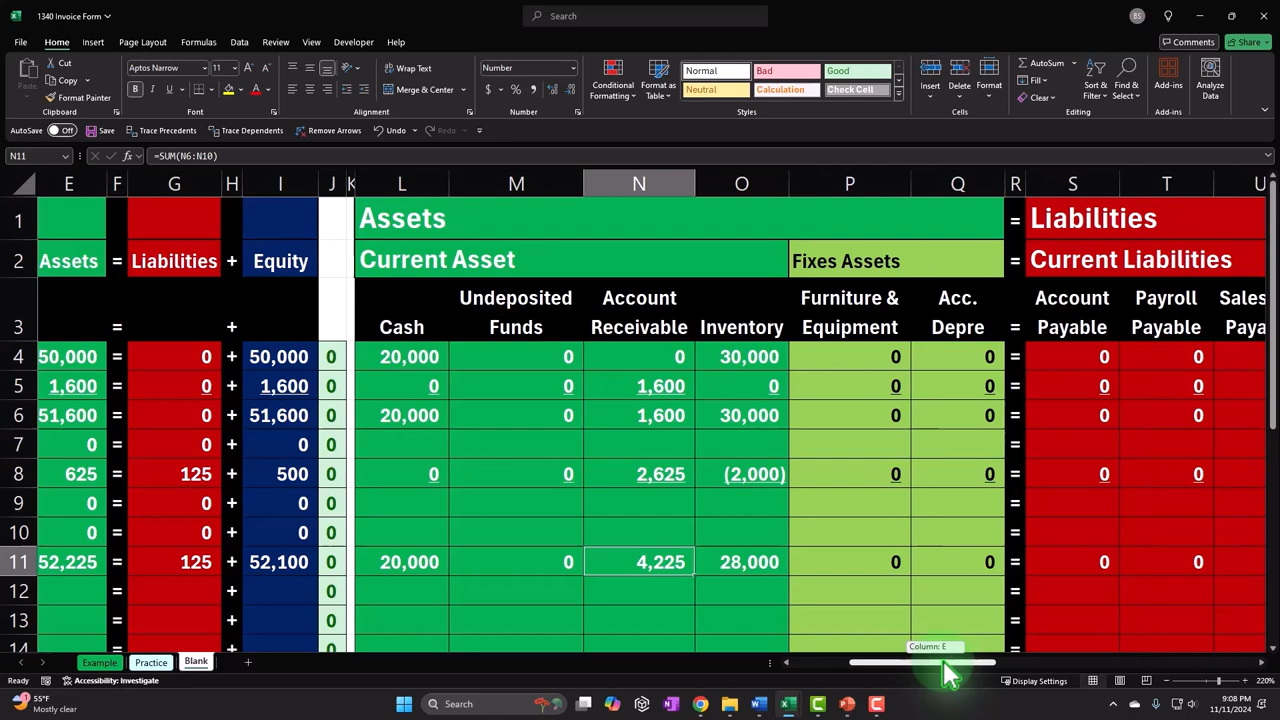 1340 Invoice Form
Search
BS
File Home Insert Page Layout Formulas Data Review View Developer Help
Comments Share
Cut
Copy
Paste
Format Painter
Clipboard
Aptos Narrow 11
B I U
Font
Wrap Text
Merge & Center
Alignment
Number
$ % 9
Number
Conditional Formatting
Format as Table
Normal Bad Good
Neutral Calculation Check Cell
Styles
Insert Delete Format
Cells
AutoSum
Fill
Clear
Sort & Filter
Find & Select
Editing
Add-ins
Add-ins
Analyze Data
AutoSave Off Save Trace Precedents Trace Dependents Remove Arrows Undo Redo
N11 fx =SUM(N6:N10)
E F G H I J K L M N O P Q R S T U
1 Assets = Liabilities
2 Assets = Liabilities + Equity Current Asset Fixes Assets = Current Liabilities
Undeposited Account Furniture & Acc. Account Payroll Sales
3 = + Cash Funds Receivable Inventory Equipment Depre = Payable Payable Paya
4 50,000 = 0 + 50,000 0 20,000 0 0 30,000 0 0 = 0 0
5 1,600 = 0 + 1,600 0 0 0 1,600 0 0 0 = 0 0
6 51,600 = 0 + 51,600 0 20,000 0 1,600 30,000 0 0 = 0 0
7 0 = 0 + 0 0 =
8 625 = 125 + 500 0 0 0 2,625 (2,000) 0 0 = 0 0
9 0 = 0 + 0 0 =
10 0 = 0 + 0 0 =
11 52,225 = 125 + 52,100 0 20,000 0 4,225 28,000 0 0 = 0 0
12 = + 0 =
13 = + 0 =
14 = + 0 =
Column: E
Example Practice Blank
Ready Accessibility: Investigate Display Settings 220%
55°F
Mostly clear
Search
9:08 PM
11/11/2024